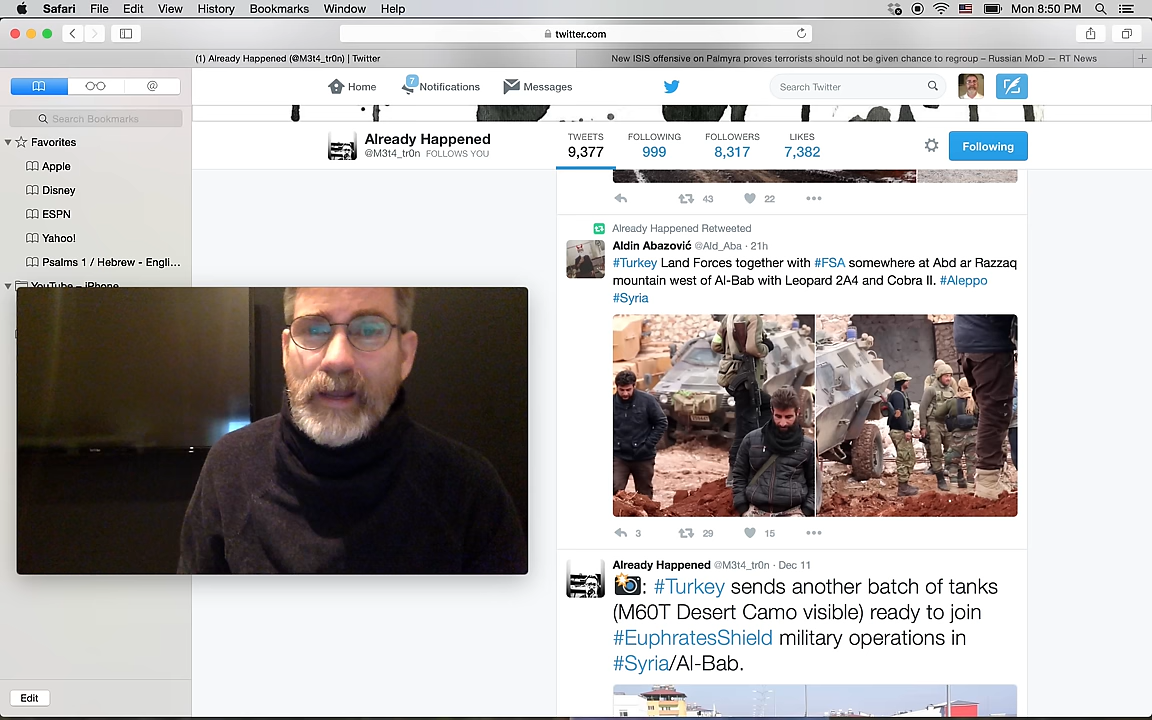 Safari File Edit View History Bookmarks Window Help Mon 8:50 PM
twitter.com
(1) Already Happened (@M3t4_tr0n) | Twitter
New ISIS offensive on Palmyra proves terrorists should not be given chance to regroup – Russian MoD — RT News
Home
7
Notifications
Messages
Search Twitter
Search Bookmarks
Favorites
Apple
Disney
ESPN
Yahoo!
Psalms 1 / Hebrew - Engli...
YouTube – iPhone
Edit
Already Happened
@M3t4_tr0n FOLLOWS YOU
TWEETS FOLLOWING FOLLOWERS LIKES
9,377 999 8,317 7,382
Following
43 22
Already Happened Retweeted
Aldin Abazović @Ald_Aba · 21h
#Turkey Land Forces together with #FSA somewhere at Abd ar Razzaq
mountain west of Al-Bab with Leopard 2A4 and Cobra II. #Aleppo
#Syria
3 29 15
Already Happened @M3t4_tr0n · Dec 11
: #Turkey sends another batch of tanks
(M60T Desert Camo visible) ready to join
#EuphratesShield military operations in
#Syria/Al-Bab.